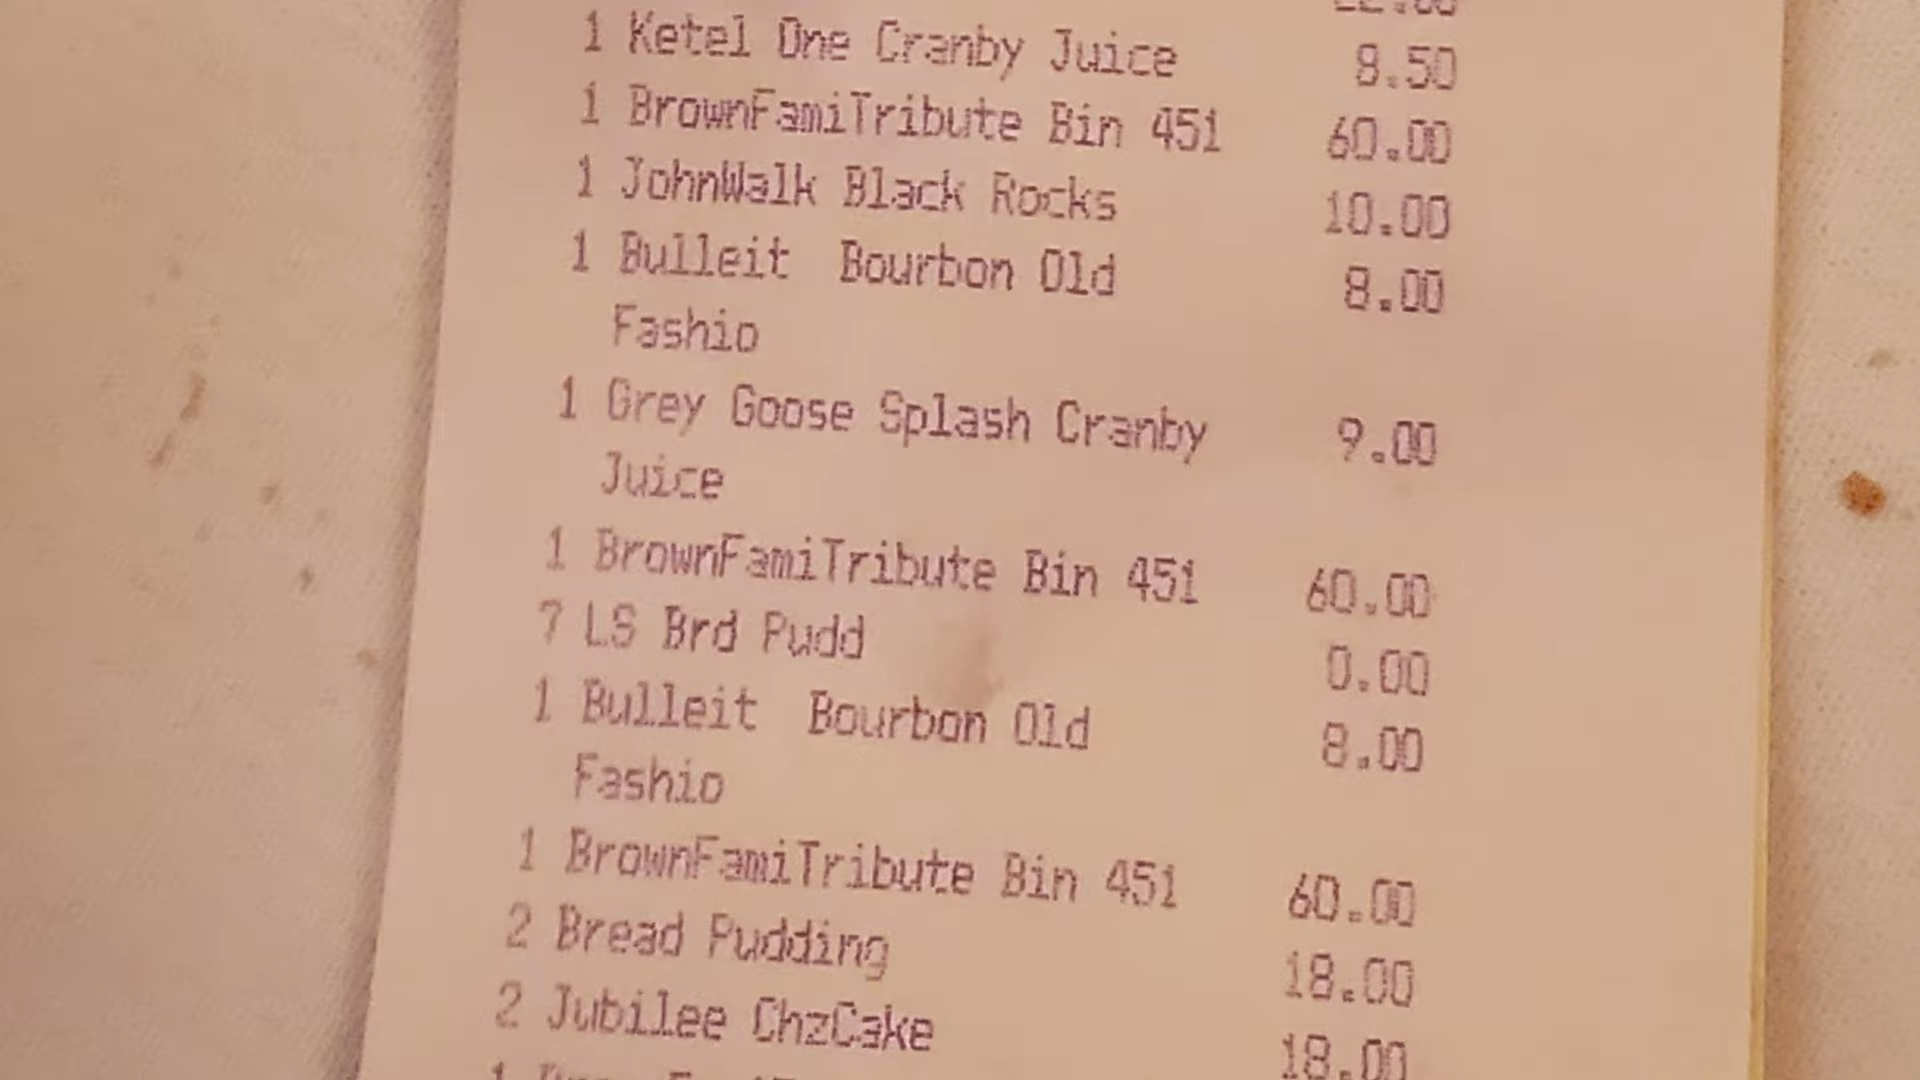 1 Ketel One Cranby Juice 8.50
1 BrownFamiTribute Bin 451 60.00
1 JohnWalk Black Rocks 10.00
1 Bulleit Bourbon Old 8.00
Fashio
1 Grey Goose Splash Cranby 9.00
Juice
1 BrownFamiTribute Bin 451 60.00
7 LS Brd Pudd 0.00
1 Bulleit Bourbon Old 8.00
Fashio
1 BrownFamiTribute Bin 451 60.00
2 Bread Pudding 18.00
2 Jubilee ChzCake 18.00